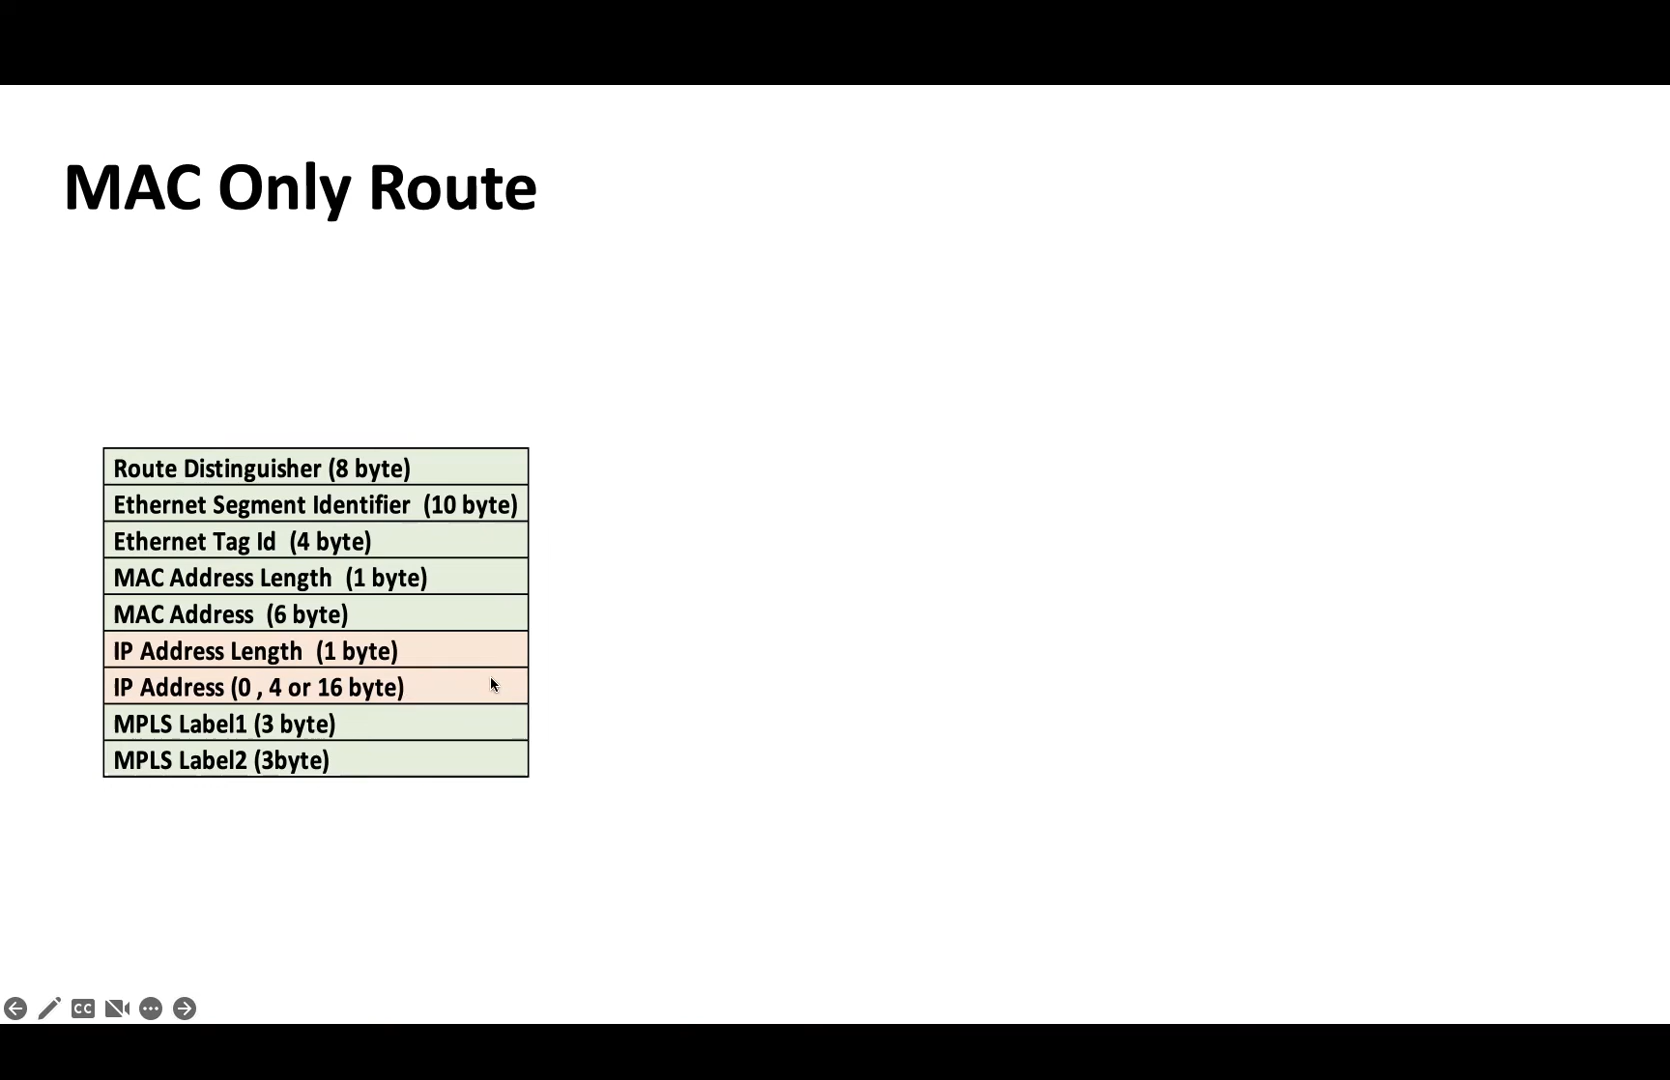 MAC Only Route
Route Distinguisher (8 byte)
Ethernet Segment Identifier (10 byte)
Ethernet Tag Id (4 byte)
MAC Address Length (1 byte)
MAC Address (6 byte)
IP Address Length (1 byte)
IP Address (0 , 4 or 16 byte)
MPLS Label1 (3 byte)
MPLS Label2 (3byte)
CC